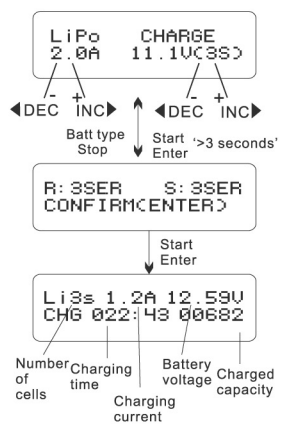 LiPo CHARGE
2.0A 11.1V(3S)
- + - +
◀DEC INC▶ ◀DEC INC▶
Batt type Start '>3 seconds'
Stop Enter
R: 3SER S: 3SER
CONFIRM(ENTER)
Start
Enter
Li3s 1.2A 12.59V
CHG 022:43 00682
Number of cells
Charging time
Charging current
Battery voltage
Charged capacity